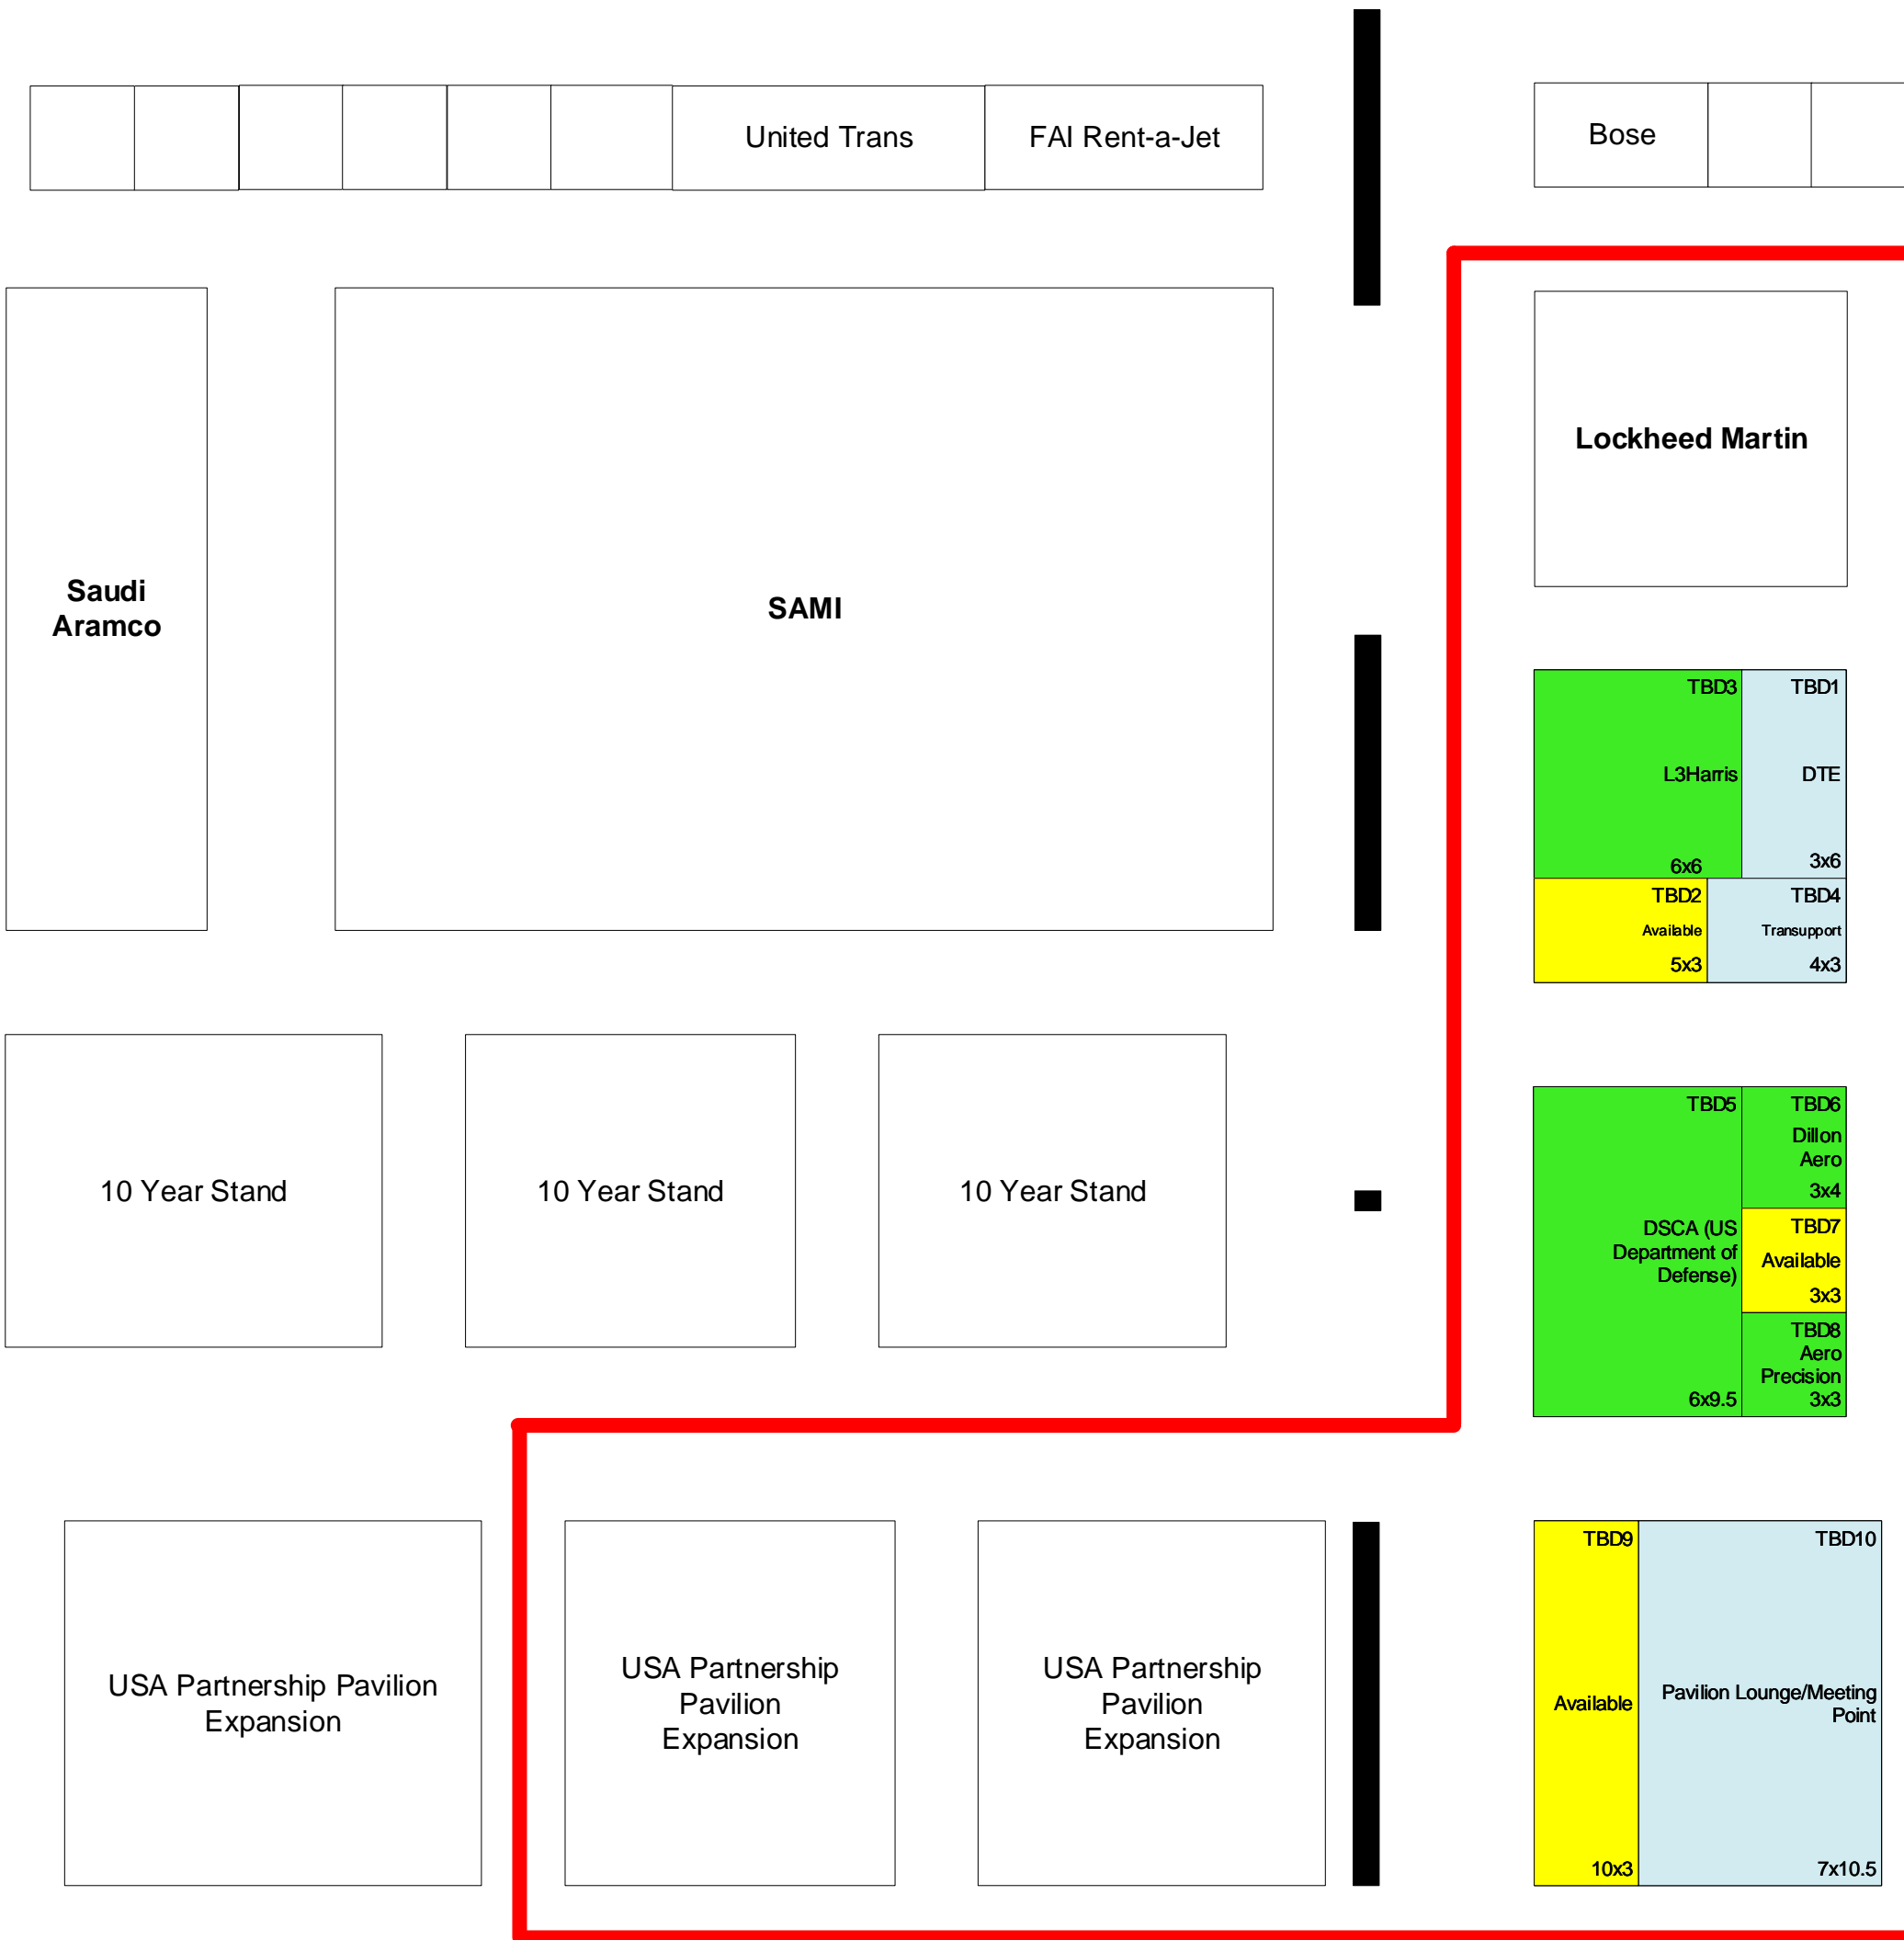 United Trans
FAI Rent-a-Jet
Bose
Lockheed Martin
Saudi
Aramco
SAMI
TBD3
TBD1
L3Harris
DTE
6x6
3x6
TBD2
TBD4
Available
Transupport
5x3
4x3
10 Year Stand
10 Year Stand
10 Year Stand
TBD5
DSCA (US
Department of
Defense)
6x9.5
TBD6
Dillon
Aero
3x4
TBD7
Available
3x3
TBD8
Aero
Precision
3x3
USA Partnership Pavilion
Expansion
USA Partnership
Pavilion
Expansion
USA Partnership
Pavilion
Expansion
TBD9
Available
10x3
TBD10
Pavilion Lounge/Meeting
Point
7x10.5